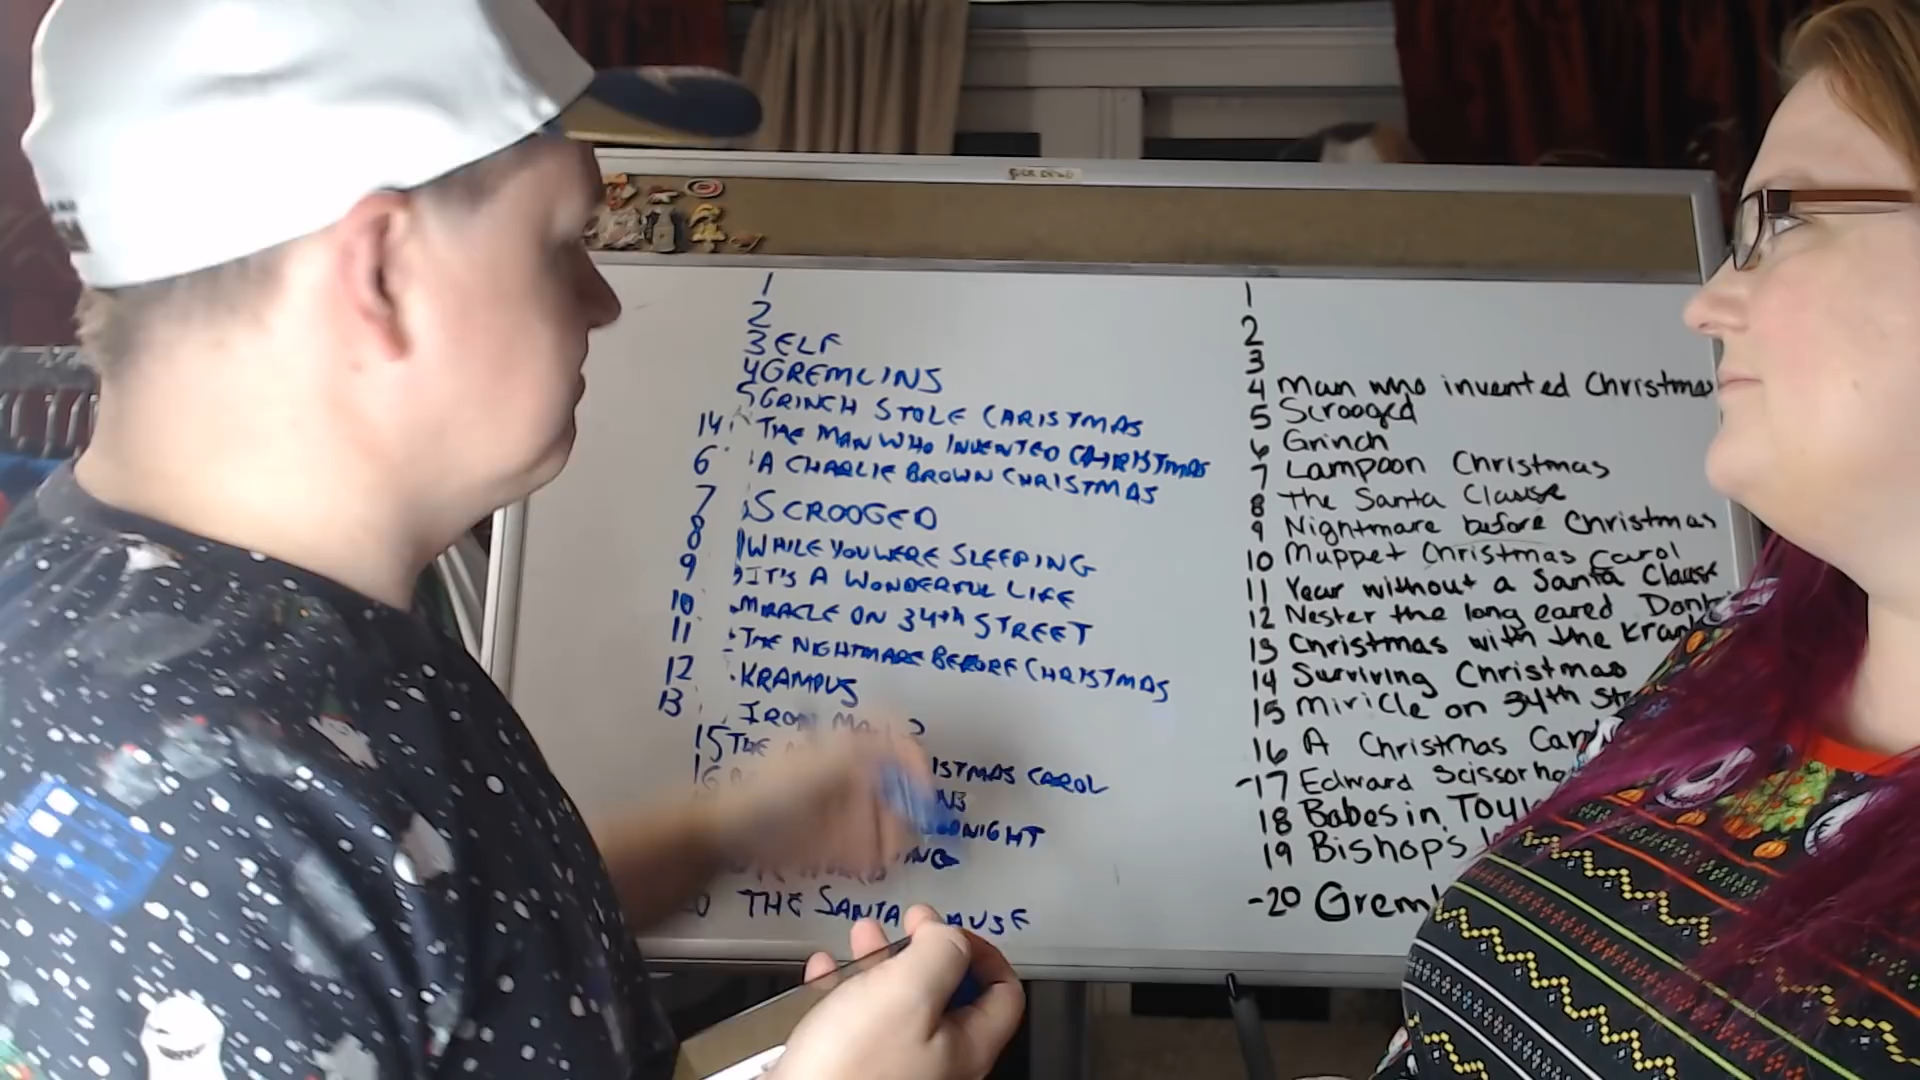 1
2
3 ELF
4 GREMLINS
5 GRINCH STOLE CHRISTMAS
14 THE MAN WHO INVENTED CHRISTMAS
6 A CHARLIE BROWN CHRISTMAS
7 SCROOGED
8 WHILE YOU WERE SLEEPING
9 IT'S A WONDERFUL LIFE
10 MIRACLE ON 34th STREET
11 THE NIGHTMARE BEFORE CHRISTMAS
12 KRAMPUS
13 IRON
15 THE CAROL
16
THE SANTA
1
2
3
4 Man who invented Christmas
5 Scrooged
6 Grinch
7 Lampoon Christmas
8 The Santa Clause
9 Nightmare before Christmas
10 Muppet Christmas Carol
11 Year without a Santa Clause
12 Nester the long eared
13 Christmas with the
14 Surviving Christmas
15 Miricle on 34th
16 A Christmas
-17 Edward
18 Babes in
19 Bishops
-20